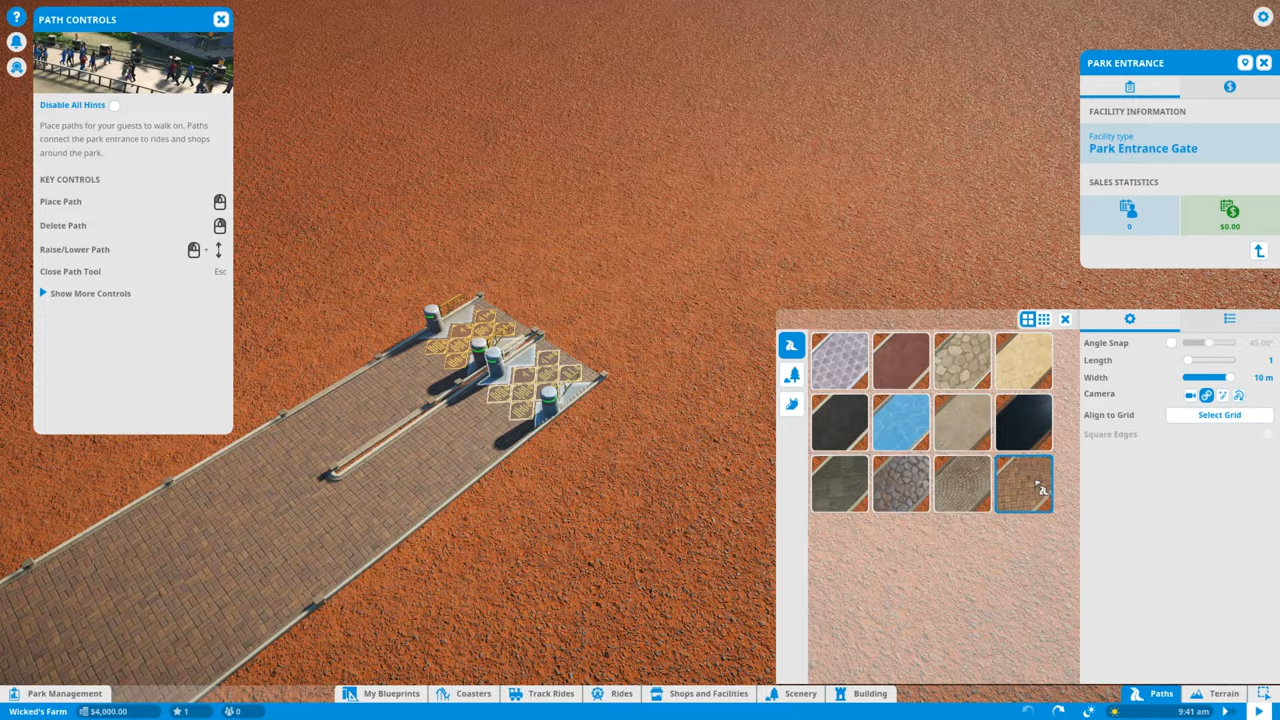 PATH CONTROLS
Disable All Hints
Place paths for your guests to walk on. Paths
connect the park entrance to rides and shops
around the park.
KEY CONTROLS
Place Path
Delete Path
Raise/Lower Path
+
Close Path Tool
Esc
Show More Controls
PARK ENTRANCE
FACILITY INFORMATION
Facility type
Park Entrance Gate
SALES STATISTICS
0
$0.00
Angle Snap
45.00°
Length
1
Width
10 m
Camera
Align to Grid
Select Grid
Square Edges
Park Management
My Blueprints
Coasters
Track Rides
Rides
Shops and Facilities
Scenery
Building
Paths
Terrain
Wicked's Farm
$4,000.00
1
0
9:41 am